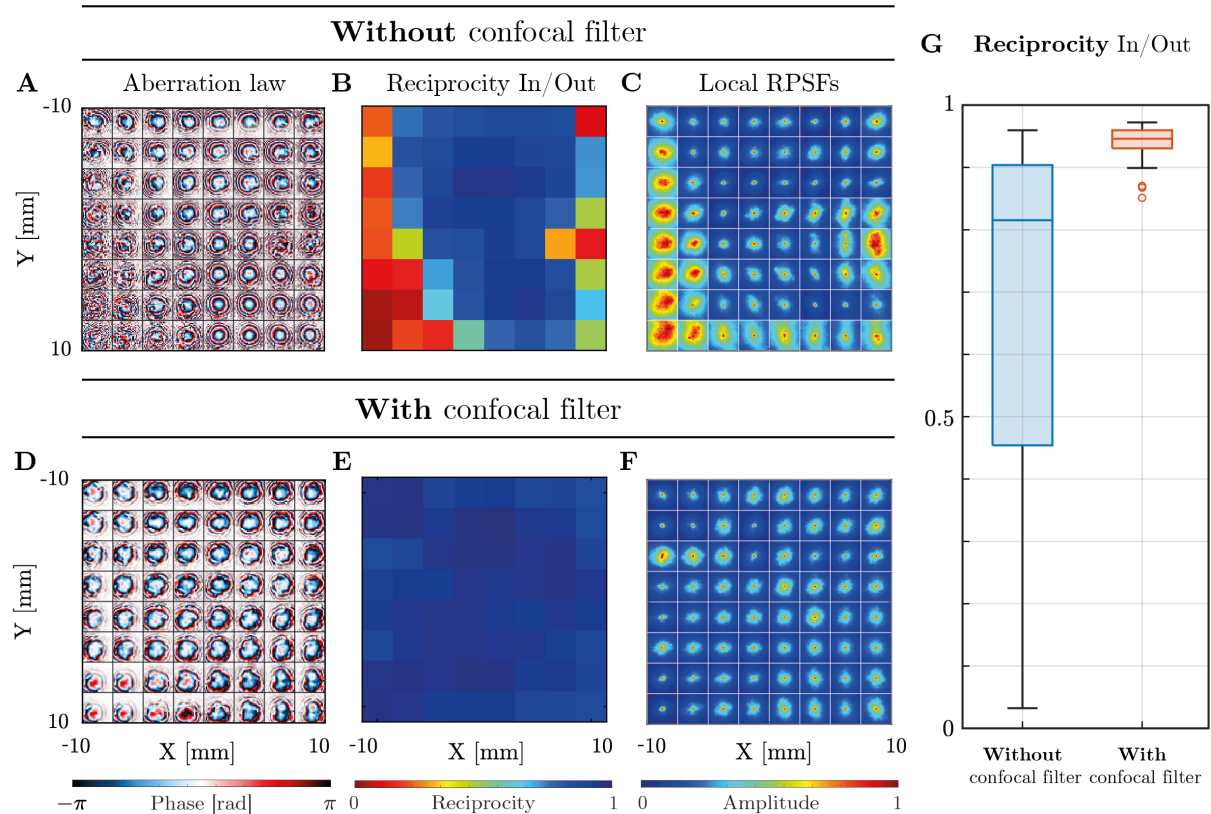 Without confocal filter
A Aberration law
B Reciprocity In/Out
C Local RPSFs
-10
Y [mm]
10
With confocal filter
D
E
F
-10
Y [mm]
10
-10 X [mm] 10
-10 X [mm] 10
-10 X [mm] 10
−π Phase [rad] π
0 Reciprocity 1
0 Amplitude 1
G Reciprocity In/Out
1
0.5
0
Without
confocal filter
With
confocal filter